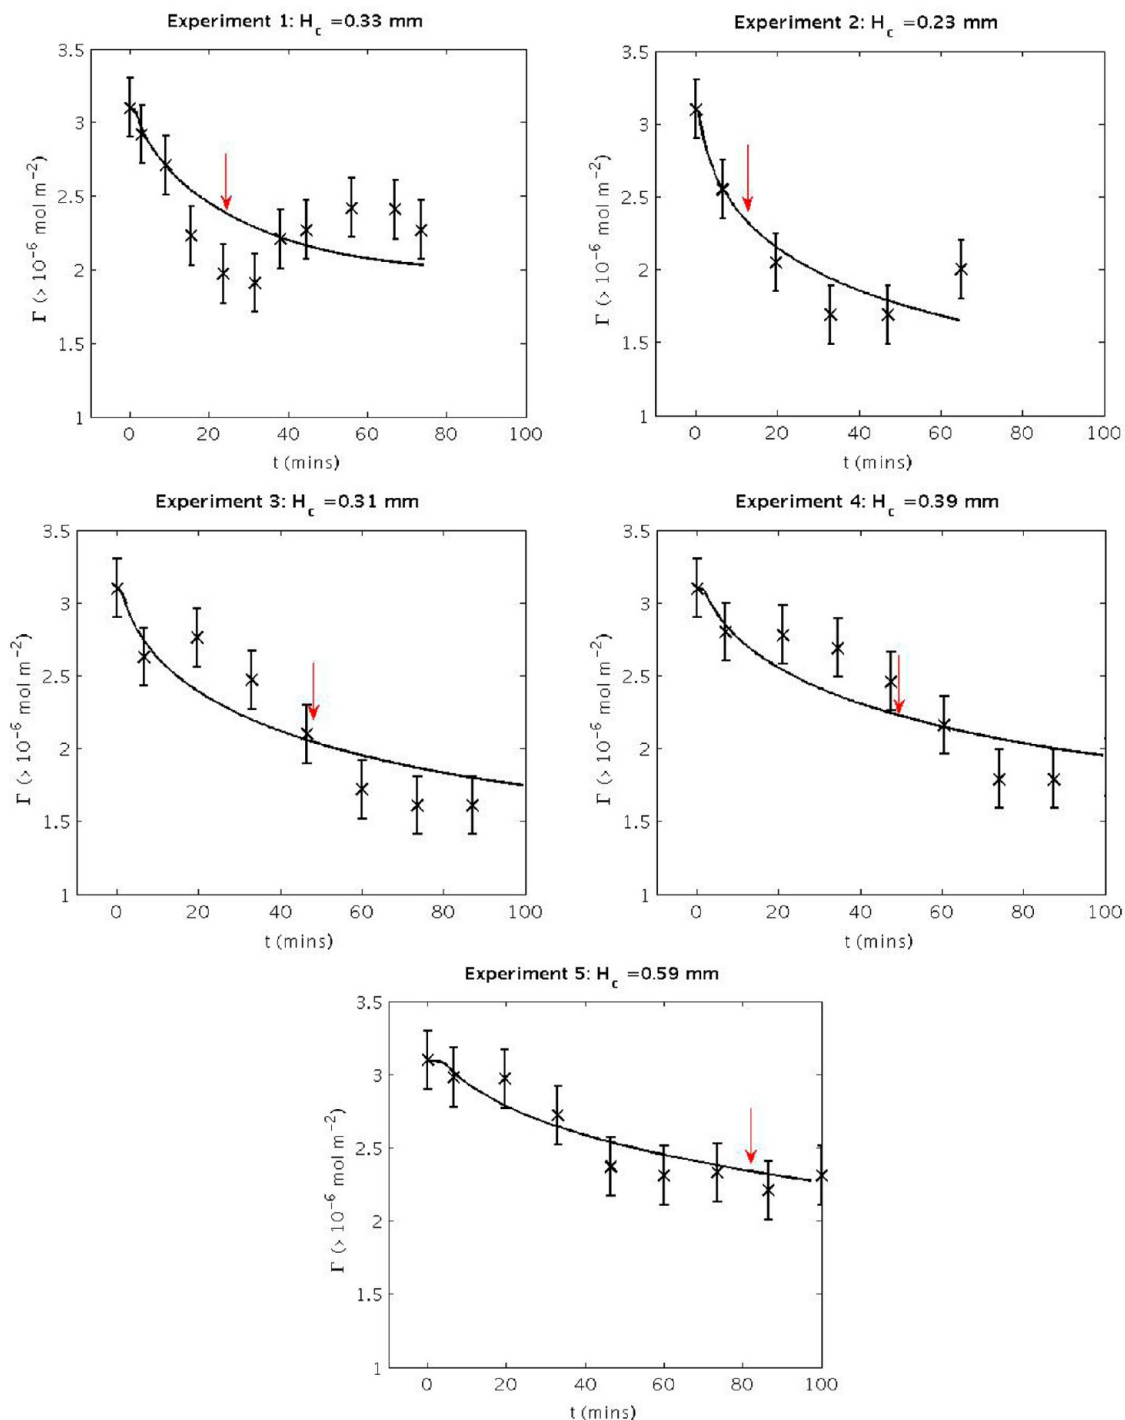 Experiment 1: H_c =0.33 mm
Γ (> 10⁻⁶ mol m⁻²)
3.5
3
2.5
2
1.5
1
0 20 40 60 80 100
t (mins)
Experiment 2: H_c =0.23 mm
Γ (> 10⁻⁶ mol m⁻²)
3.5
3
2.5
2
1.5
1
0 20 40 60 80 100
t (mins)
Experiment 3: H_c =0.31 mm
Γ (> 10⁻⁶ mol m⁻²)
3.5
3
2.5
2
1.5
1
0 20 40 60 80 100
t (mins)
Experiment 4: H_c =0.39 mm
Γ (> 10⁻⁶ mol m⁻²)
3.5
3
2.5
2
1.5
1
0 20 40 60 80 100
t (mins)
Experiment 5: H_c =0.59 mm
Γ (> 10⁻⁶ mol m⁻²)
3.5
3
2.5
2
1.5
1
0 20 40 60 80 100
t (mins)